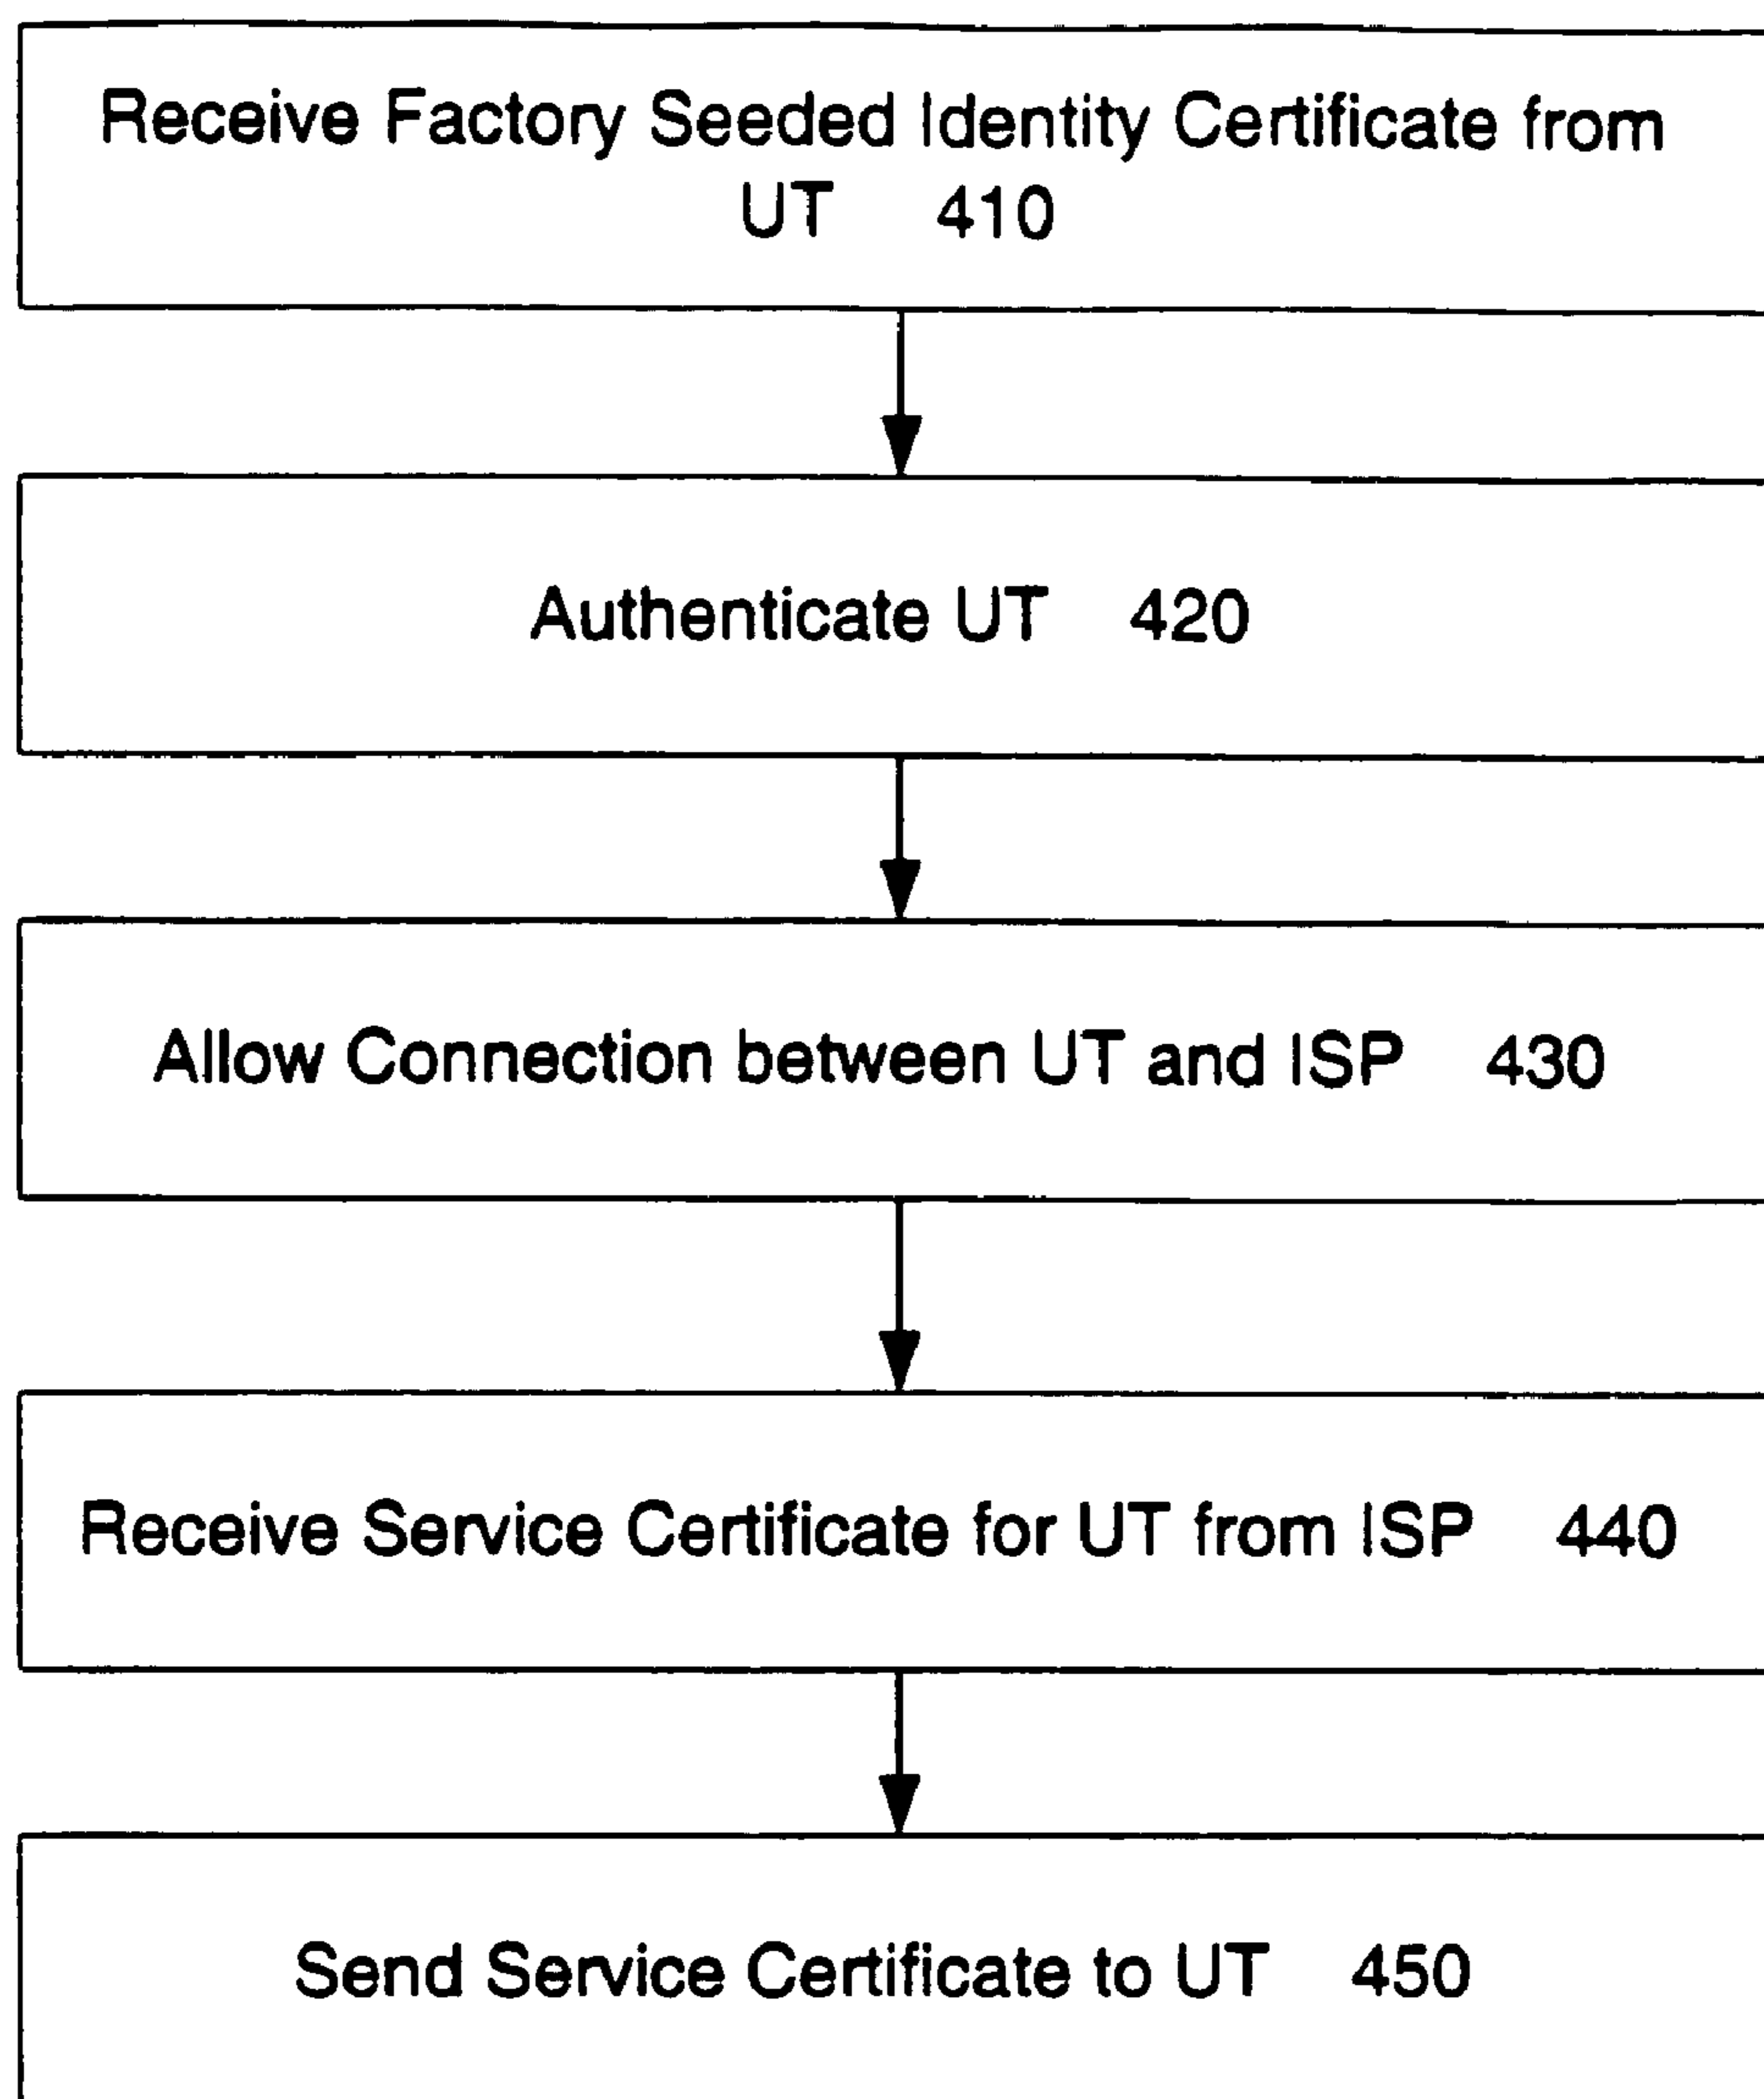 Receive Factory Seeded Identity Certificate from
UT 410
Authenticate UT 420
Allow Connection between UT and ISP 430
Receive Service Certificate for UT from ISP 440
Send Service Certificate to UT 450